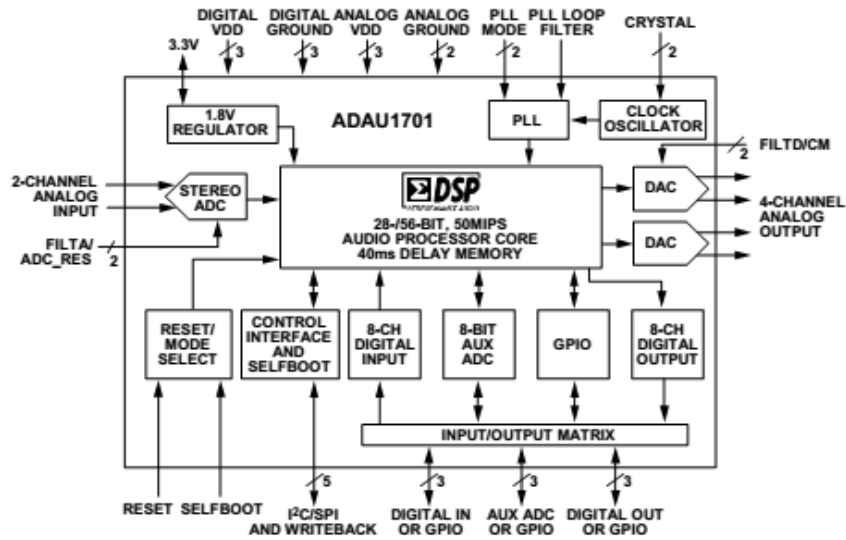 DIGITAL
VDD
DIGITAL
GROUND
ANALOG
VDD
ANALOG
GROUND
PLL
MODE
PLL LOOP
FILTER
CRYSTAL
3.3V
3
3
3
2
2
2
1.8V
REGULATOR
ADAU1701
PLL
CLOCK
OSCILLATOR
2
FILTD/CM
2-CHANNEL
ANALOG
INPUT
STEREO
ADC
ΣDSP
28-/56-BIT, 50MIPS
AUDIO PROCESSOR CORE
40ms DELAY MEMORY
DAC
DAC
4-CHANNEL
ANALOG
OUTPUT
FILTA/
ADC_RES
2
RESET/
MODE
SELECT
CONTROL
INTERFACE
AND
SELFBOOT
8-CH
DIGITAL
INPUT
8-BIT
AUX
ADC
GPIO
8-CH
DIGITAL
OUTPUT
INPUT/OUTPUT MATRIX
5
3
3
3
RESET
SELFBOOT
I²C/SPI
AND WRITEBACK
DIGITAL IN
OR GPIO
AUX ADC
OR GPIO
DIGITAL OUT
OR GPIO